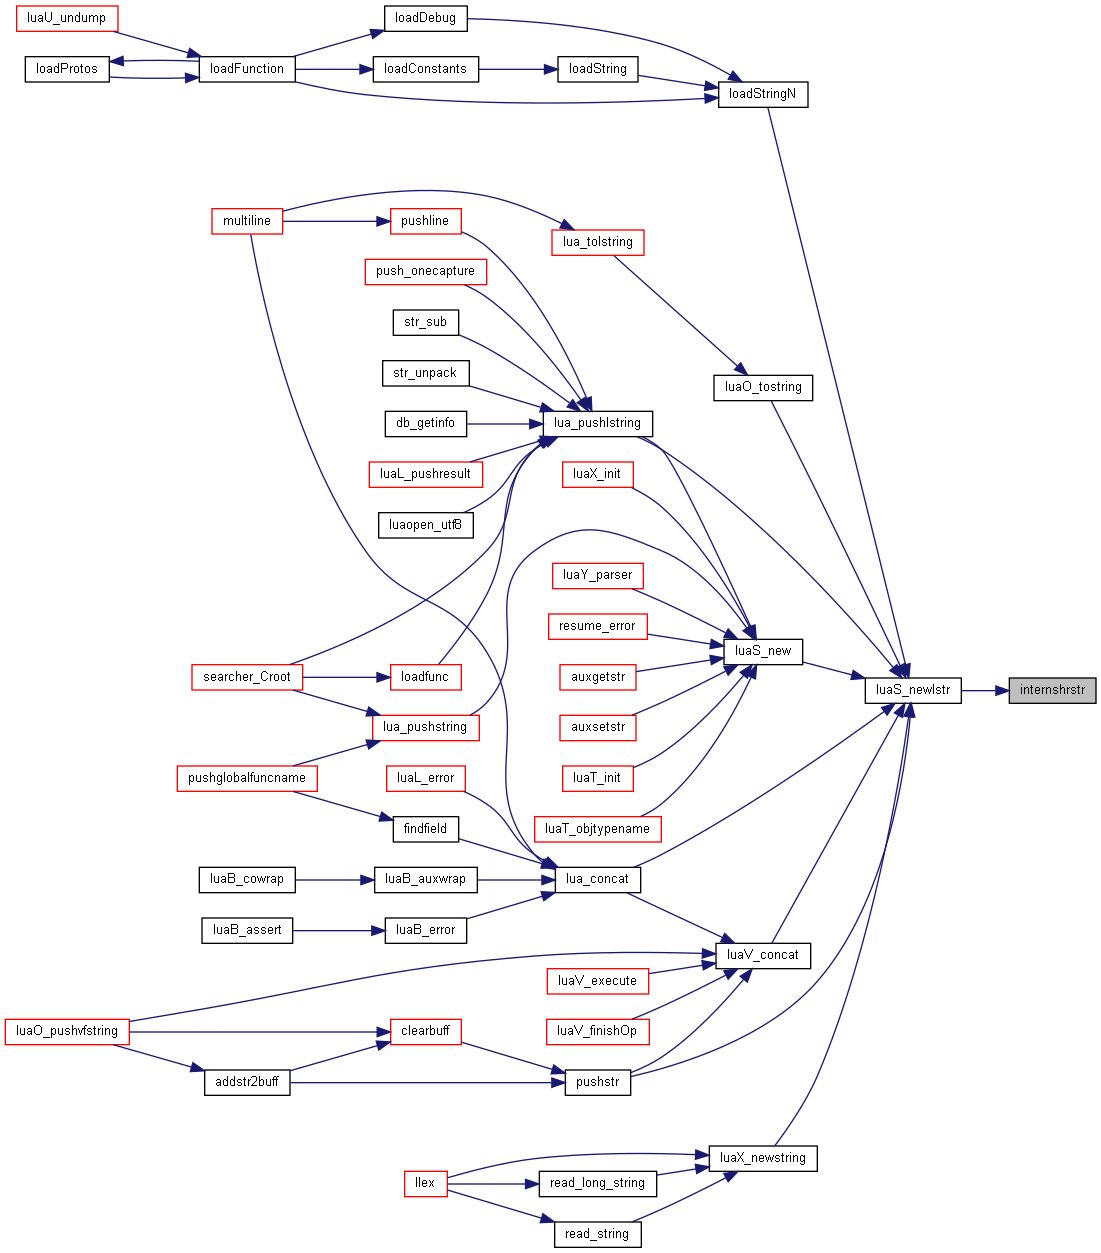 luaU_undump
loadDebug
loadProtos
loadFunction
loadConstants
loadString
loadStringN
multiline
pushline
lua_tolstring
push_onecapture
str_sub
str_unpack
luaO_tostring
db_getinfo
lua_pushlstring
luaL_pushresult
luaX_init
luaopen_utf8
luaY_parser
resume_error
luaS_new
searcher_Croot
loadfunc
auxgetstr
luaS_newlstr
internshrstr
lua_pushstring
auxsetstr
pushglobalfuncname
luaL_error
luaT_init
findfield
luaT_objtypename
luaB_cowrap
luaB_auxwrap
lua_concat
luaB_assert
luaB_error
luaV_concat
luaV_execute
luaO_pushvfstring
clearbuff
luaV_finishOp
addstr2buff
pushstr
luaX_newstring
llex
read_long_string
read_string